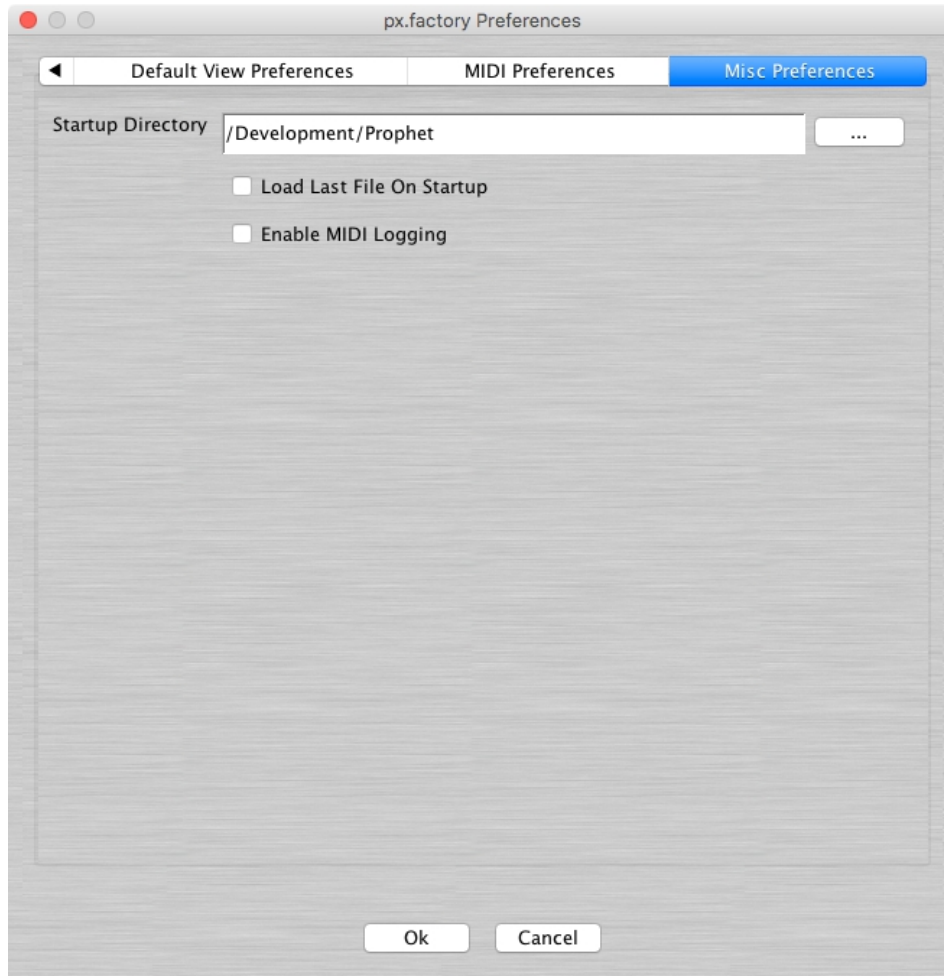 px.factory Preferences
◀ Default View Preferences MIDI Preferences Misc Preferences
Startup Directory /Development/Prophet ...
Load Last File On Startup
Enable MIDI Logging
Ok Cancel